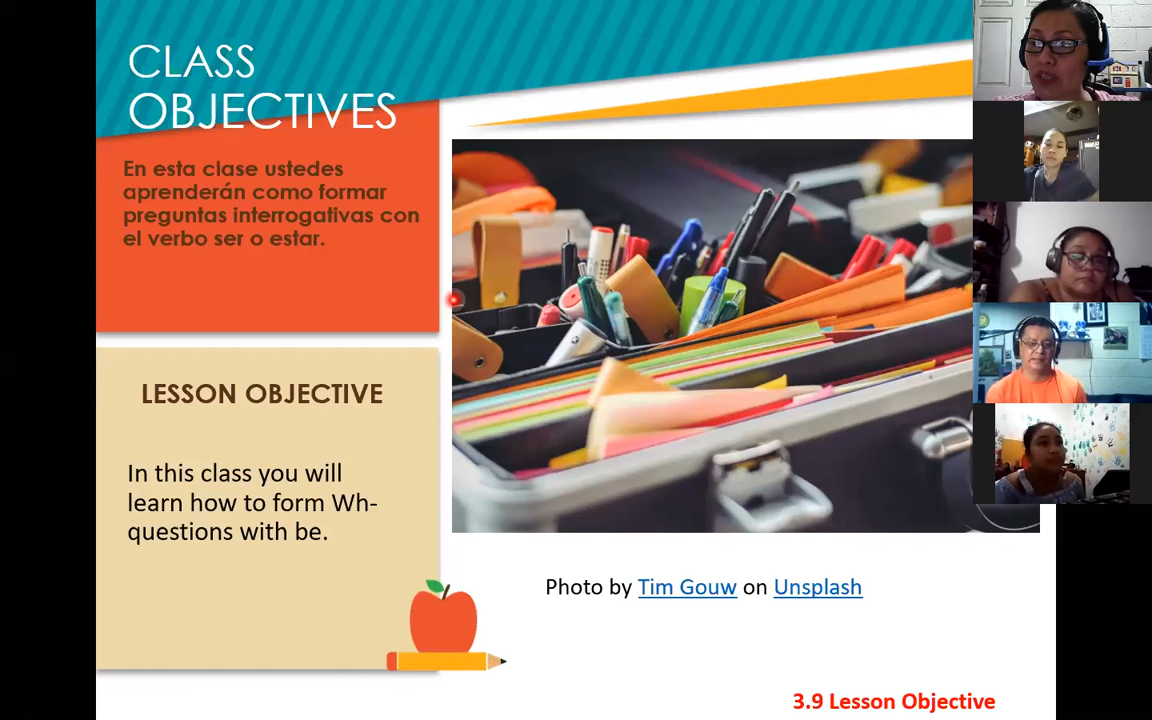 CLASS
OBJECTIVES
En esta clase ustedes
aprenderán como formar
preguntas interrogativas con
el verbo ser o estar.
LESSON OBJECTIVE
In this class you will
learn how to form Wh-
questions with be.
Photo by Tim Gouw on Unsplash
3.9 Lesson Objective